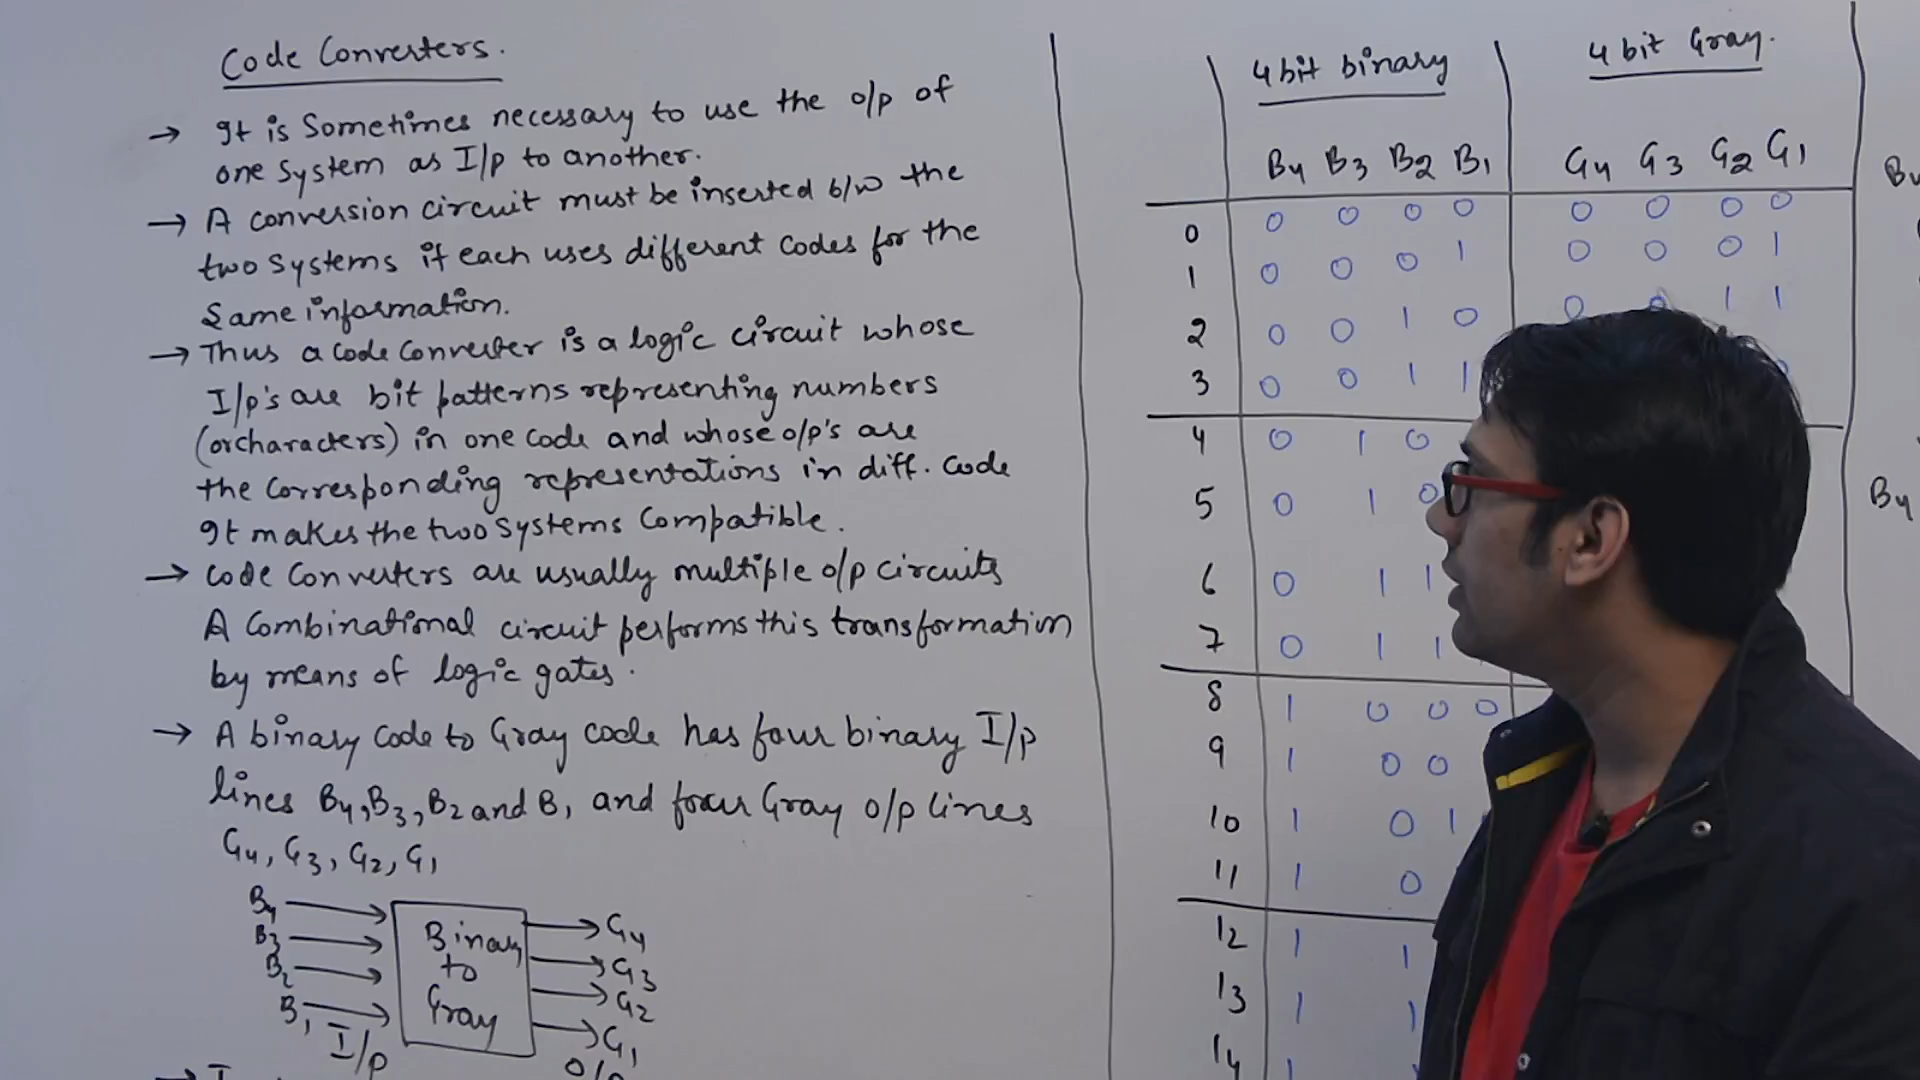 Code Converters.
→ It is Sometimes necessary to use the o/p of
one System as I/p to another.
→ A conversion circuit must be inserted b/w the
two Systems if each uses different Codes for the
Same information.
→ Thus a Code Converter is a logic circuit whose
I/p's are bit patterns representing numbers
(or characters) in one Code and whose o/p's are
the Corresponding representations in diff. Code
It makes the two Systems Compatible.
→ Code Converters are usually multiple o/p circuits
A Combinational circuit performs this transformation
by means of logic gates.
→ A binary Code to Gray code has four binary I/p
lines B4, B3, B2 and B1 and four Gray o/p lines
G4, G3, G2, G1
B4
B3
B2
B1
I/p
Binary
to
Gray
G4
G3
G2
G1
4 bit binary 4 bit Gray.
B4 B3 B2 B1 G4 G3 G2 G1
0 0 0 0 0 0 0 0 0
1 0 0 0 1 0 0 0 1
2 0 0 1 0 0 0 1 1
3 0 0 1 1
4 0 1 0
5 0 1 0
6 0 1 1
7 0 1 1
8 1 0 0 0
9 1 0 0
10 1 0 1
11 1 0
12 1 1
13 1 1
14 1
B4
B4